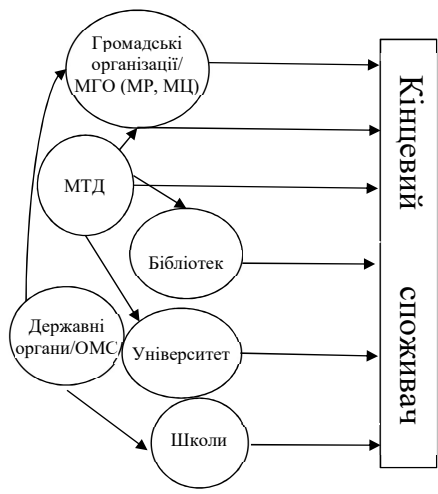 Громадські
організації/
МГО (МР, МЦ)
МТД
Бібліотек
Державні
органи/ОМС
Університет
Школи
Кінцевий споживач